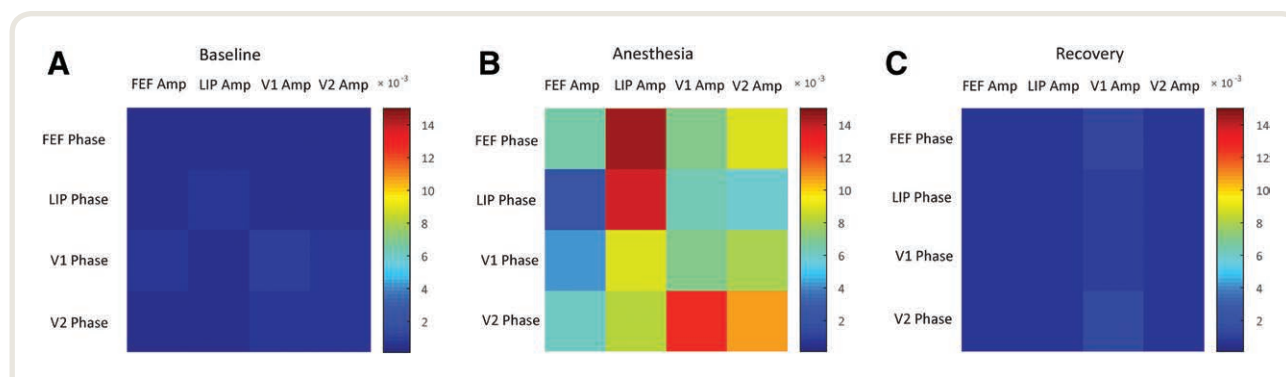 A
Baseline
FEF Amp LIP Amp V1 Amp V2 Amp × 10⁻³
FEF Phase
LIP Phase
V1 Phase
V2 Phase
14
12
10
8
6
4
2
B
Anesthesia
FEF Amp LIP Amp V1 Amp V2 Amp × 10⁻³
FEF Phase
LIP Phase
V1 Phase
V2 Phase
14
12
10
8
6
4
2
C
Recovery
FEF Amp LIP Amp V1 Amp V2 Amp × 10⁻³
FEF Phase
LIP Phase
V1 Phase
V2 Phase
14
12
10
8
6
4
2